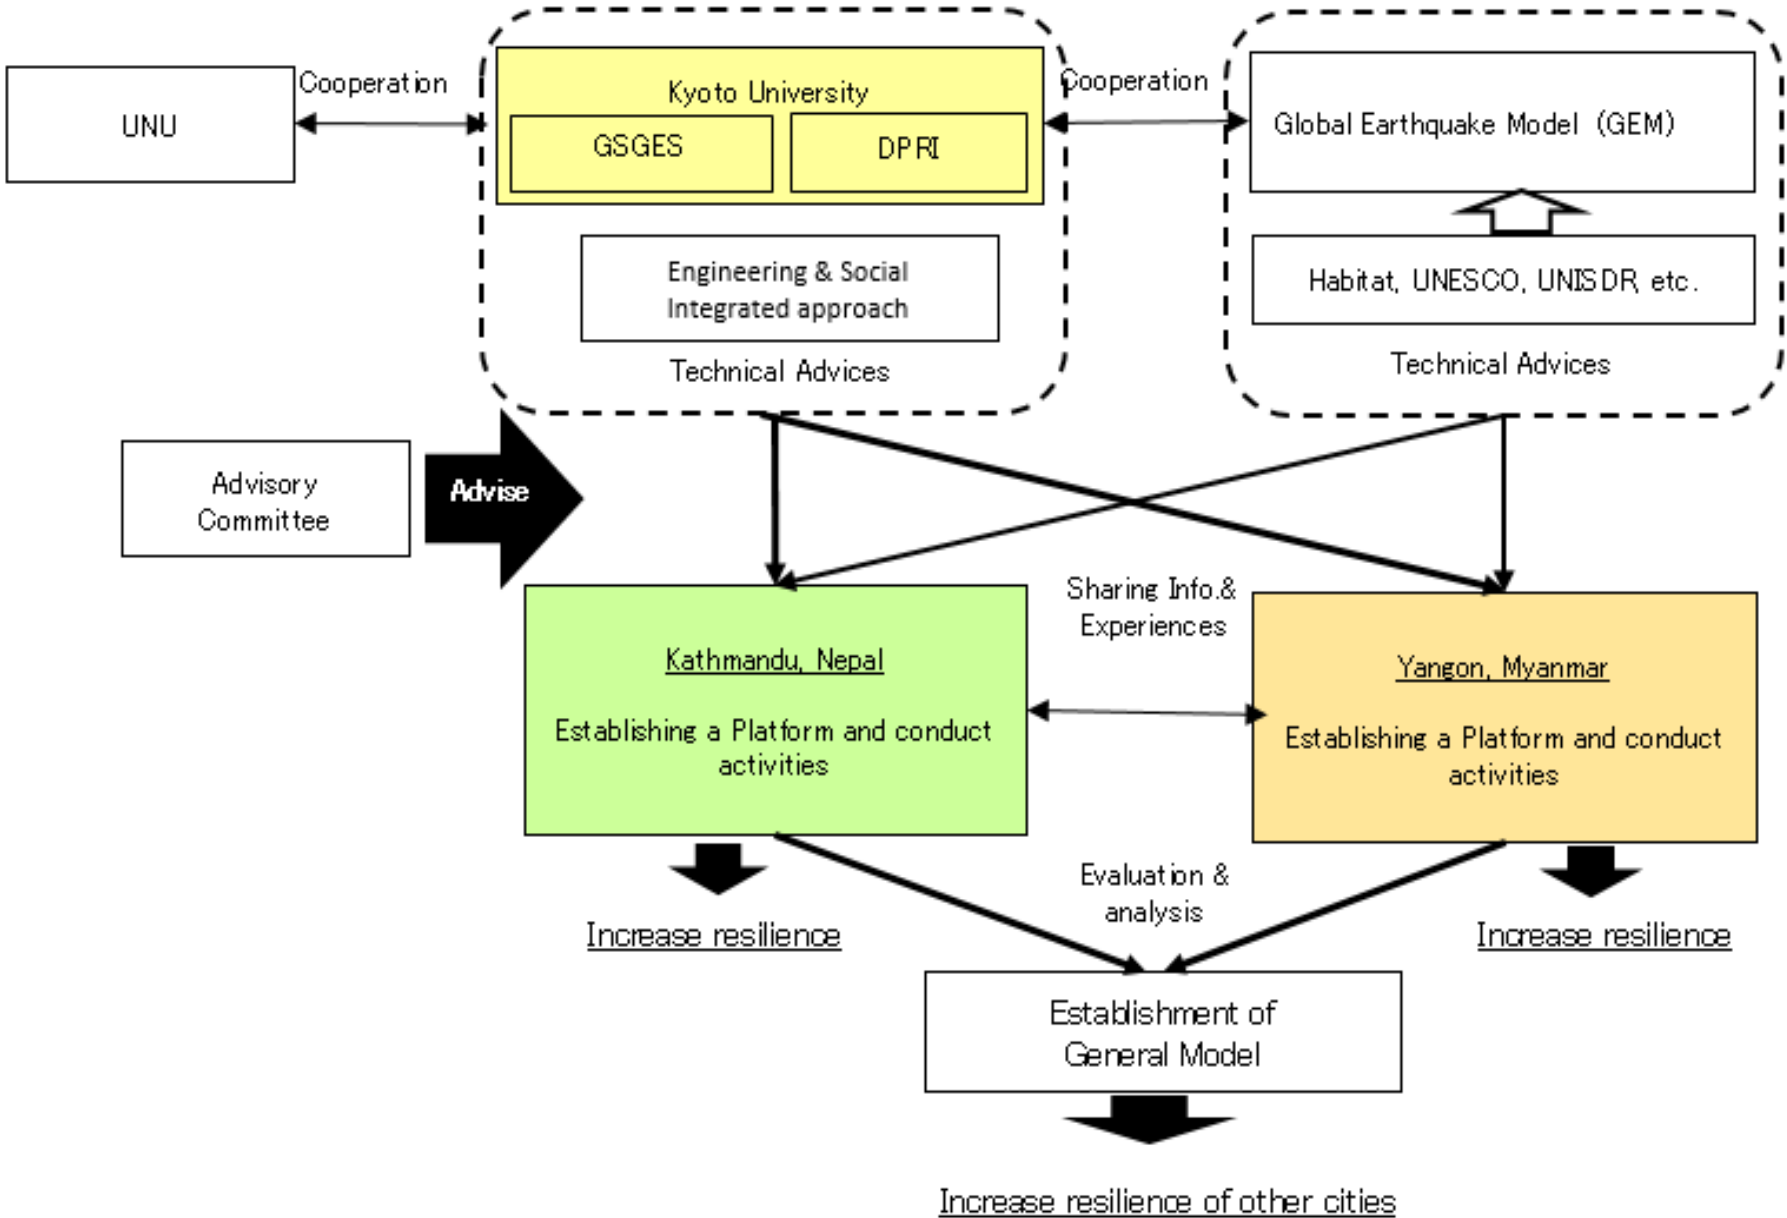 Cooperation
UNU
Kyoto University
GSGES
DPRI
Engineering & Social
Integrated approach
Technical Advices
Cooperation
Global Earthquake Model (GEM)
Habitat, UNESCO, UNISDR, etc.
Technical Advices
Advisory
Committee
Advise
Sharing Info.&
Experiences
Kathmandu, Nepal
Establishing a Platform and conduct
activities
Yangon, Myanmar
Establishing a Platform and conduct
activities
Evaluation &
analysis
Increase resilience
Increase resilience
Establishment of
General Model
Increase resilience of other cities